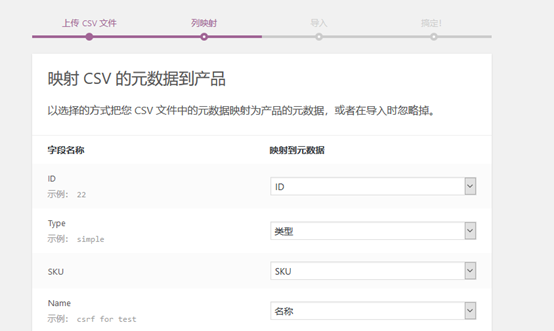 上传 CSV 文件 列映射 导入 搞定！
映射 CSV 的元数据到产品
以选择的方式把您 CSV 文件中的元数据映射为产品的元数据，或者在导入时忽略掉。
字段名称 映射到元数据
ID
ID
示例： 22
Type
类型
示例： simple
SKU SKU
Name
名称
示例： csrf for test